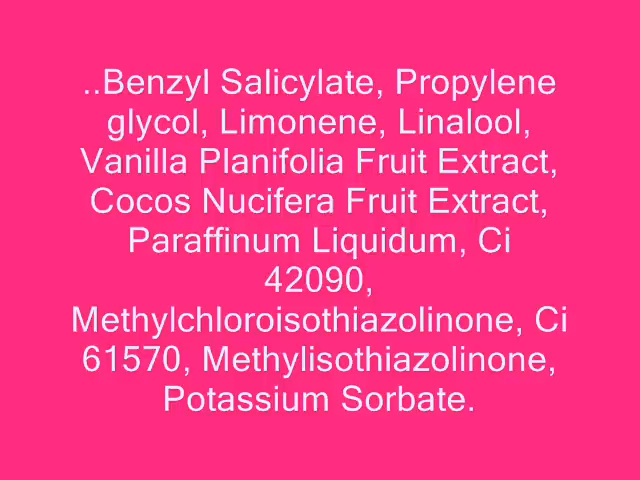 ..Benzyl Salicylate, Propylene
glycol, Limonene, Linalool,
Vanilla Planifolia Fruit Extract,
Cocos Nucifera Fruit Extract,
Paraffinum Liquidum, Ci
42090,
Methylchloroisothiazolinone, Ci
61570, Methylisothiazolinone,
Potassium Sorbate.